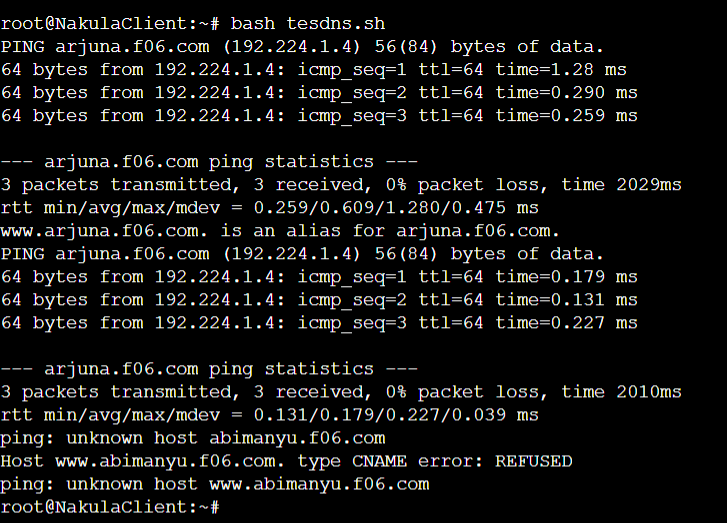 root@NakulaClient:~# bash tesdns.sh
PING arjuna.f06.com (192.224.1.4) 56(84) bytes of data.
64 bytes from 192.224.1.4: icmp_seq=1 ttl=64 time=1.28 ms
64 bytes from 192.224.1.4: icmp_seq=2 ttl=64 time=0.290 ms
64 bytes from 192.224.1.4: icmp_seq=3 ttl=64 time=0.259 ms

--- arjuna.f06.com ping statistics ---
3 packets transmitted, 3 received, 0% packet loss, time 2029ms
rtt min/avg/max/mdev = 0.259/0.609/1.280/0.475 ms
www.arjuna.f06.com. is an alias for arjuna.f06.com.
PING arjuna.f06.com (192.224.1.4) 56(84) bytes of data.
64 bytes from 192.224.1.4: icmp_seq=1 ttl=64 time=0.179 ms
64 bytes from 192.224.1.4: icmp_seq=2 ttl=64 time=0.131 ms
64 bytes from 192.224.1.4: icmp_seq=3 ttl=64 time=0.227 ms

--- arjuna.f06.com ping statistics ---
3 packets transmitted, 3 received, 0% packet loss, time 2010ms
rtt min/avg/max/mdev = 0.131/0.179/0.227/0.039 ms
ping: unknown host abimanyu.f06.com
Host www.abimanyu.f06.com. type CNAME error: REFUSED
ping: unknown host www.abimanyu.f06.com
root@NakulaClient:~#